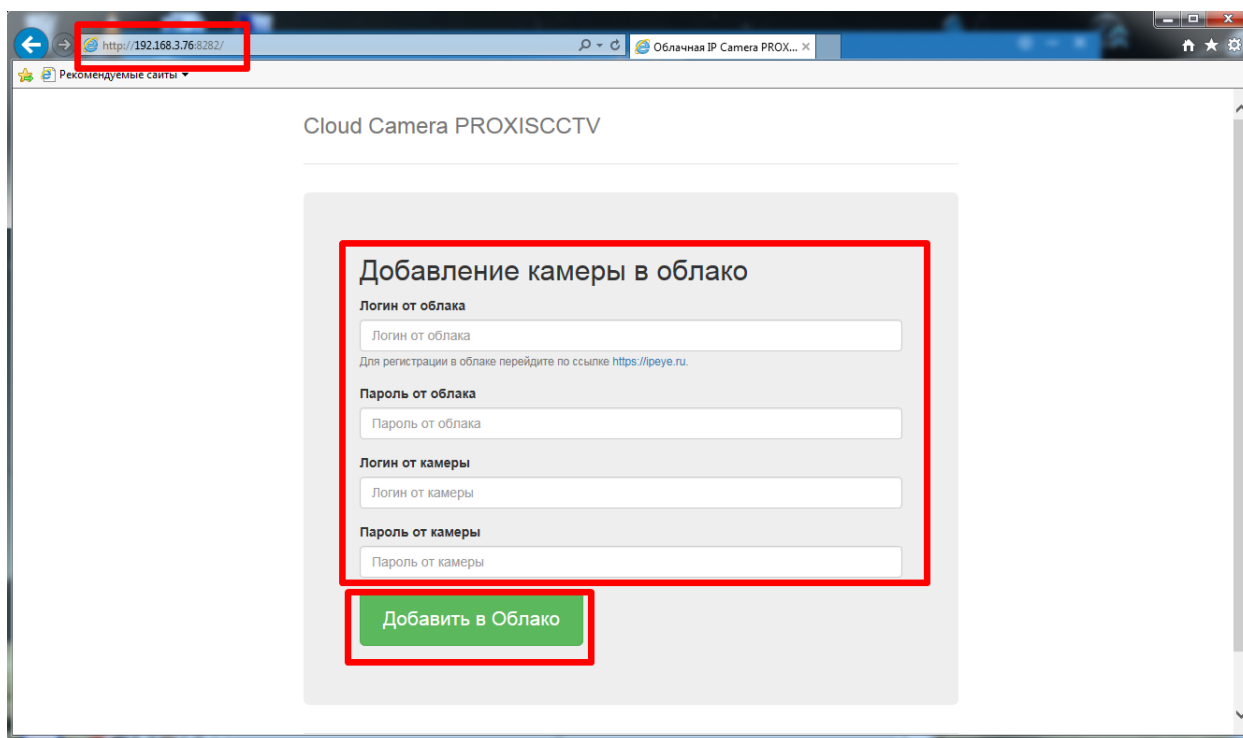 http://192.168.3.76:8282/
Облачная IP Camera PROX...
Рекомендуемые сайты
Cloud Camera PROXISCCTV
Добавление камеры в облако
Логин от облака
Логин от облака
Для регистрации в облаке перейдите по ссылке https://ipeye.ru.
Пароль от облака
Пароль от облака
Логин от камеры
Логин от камеры
Пароль от камеры
Пароль от камеры
Добавить в Облако